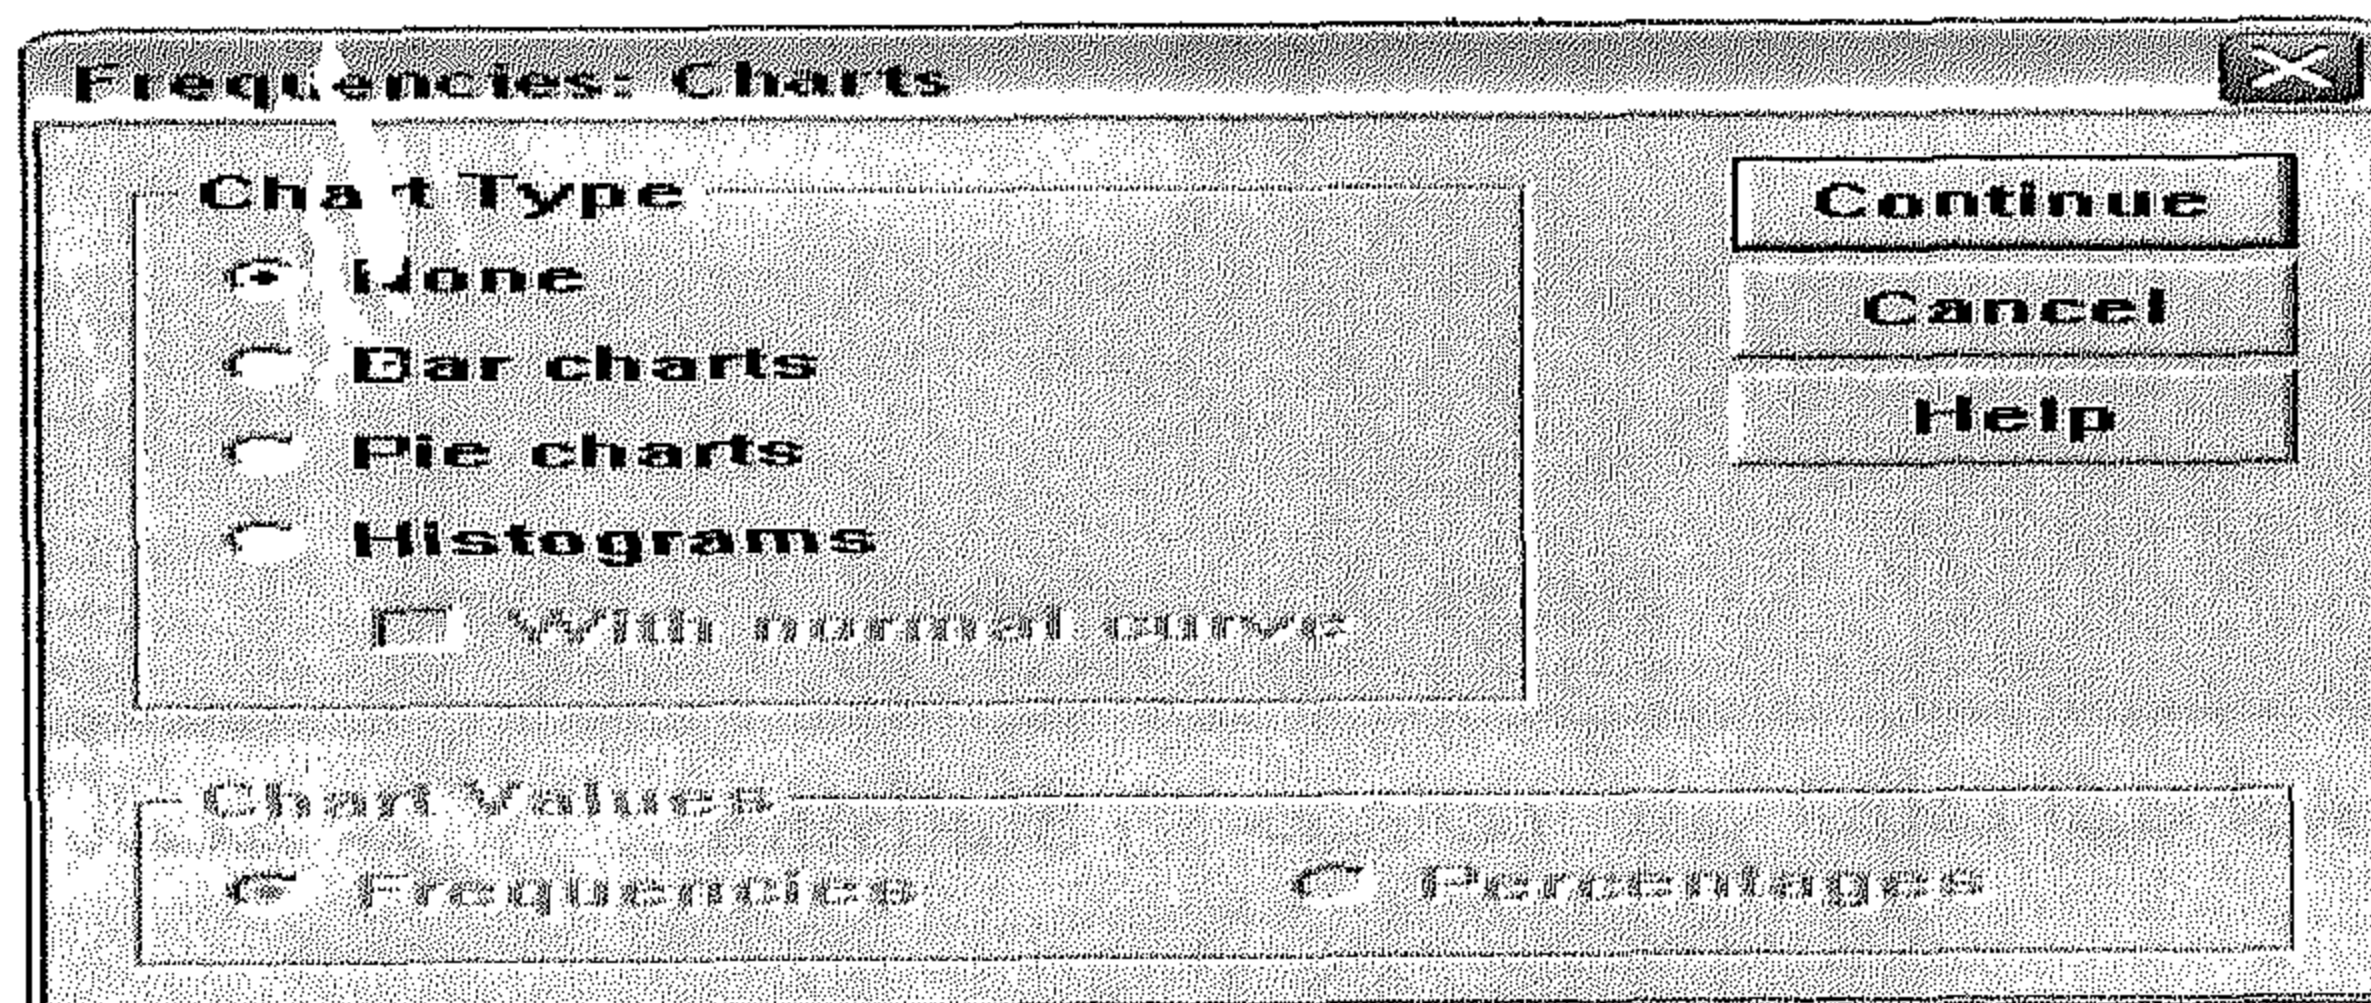 Frequencies: Charts
Chart Type
None
Bar charts
Pie charts
Histograms
With normal curve
Continue
Cancel
Help
Chart Values
Frequencies Percentages